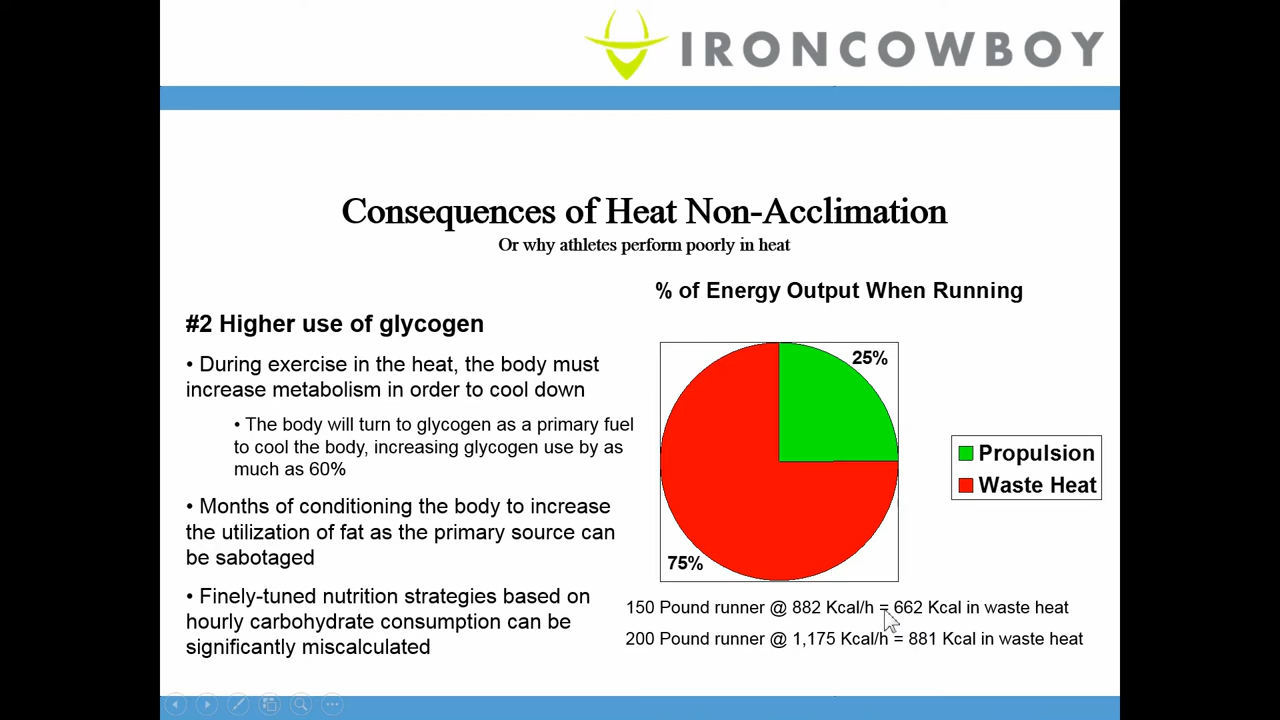 IRONCOWBOY
Consequences of Heat Non-Acclimation
Or why athletes perform poorly in heat
#2 Higher use of glycogen
• During exercise in the heat, the body must
increase metabolism in order to cool down
• The body will turn to glycogen as a primary fuel
to cool the body, increasing glycogen use by as
much as 60%
• Months of conditioning the body to increase
the utilization of fat as the primary source can
be sabotaged
• Finely-tuned nutrition strategies based on
hourly carbohydrate consumption can be
significantly miscalculated
% of Energy Output When Running
25%
75%
Propulsion
Waste Heat
150 Pound runner @ 882 Kcal/h = 662 Kcal in waste heat
200 Pound runner @ 1,175 Kcal/h = 881 Kcal in waste heat